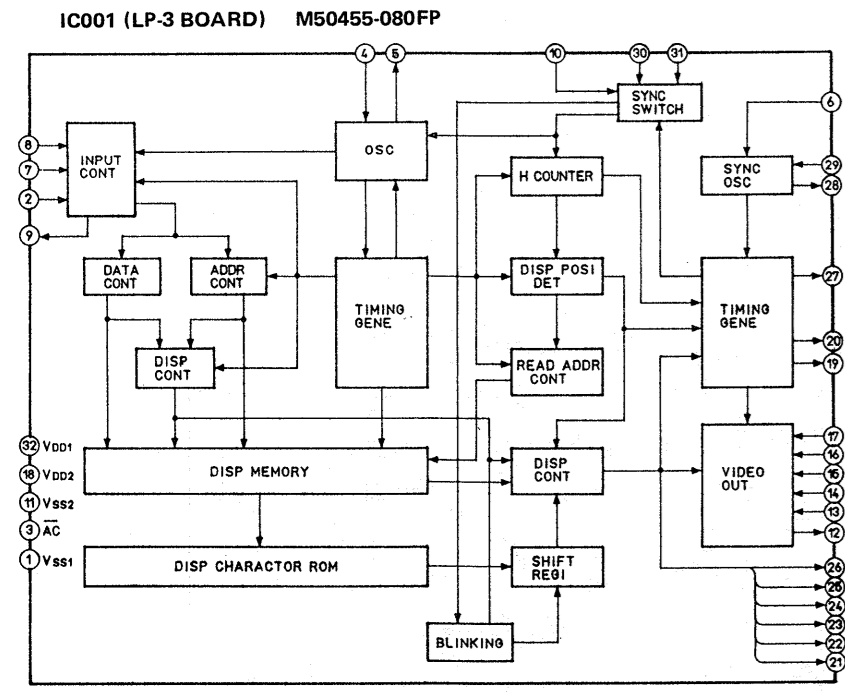 IC001 (LP-3 BOARD) M50455-080FP
4 5 10 30 31
SYNC
SWITCH
6
8
7
2
9
INPUT
CONT
OSC
H COUNTER
SYNC
OSC
29
28
DATA
CONT
ADDR
CONT
TIMING
GENE
DISP POSI
DET
TIMING
GENE
27
20
19
DISP
CONT
READ ADDR
CONT
32 VDD1
18 VDD2
11 VSS2
3 AC
1 VSS1
DISP MEMORY
DISP
CONT
VIDEO
OUT
17
16
15
14
13
12
DISP CHARACTOR ROM
SHIFT
REGI
BLINKING
26
25
24
23
22
21